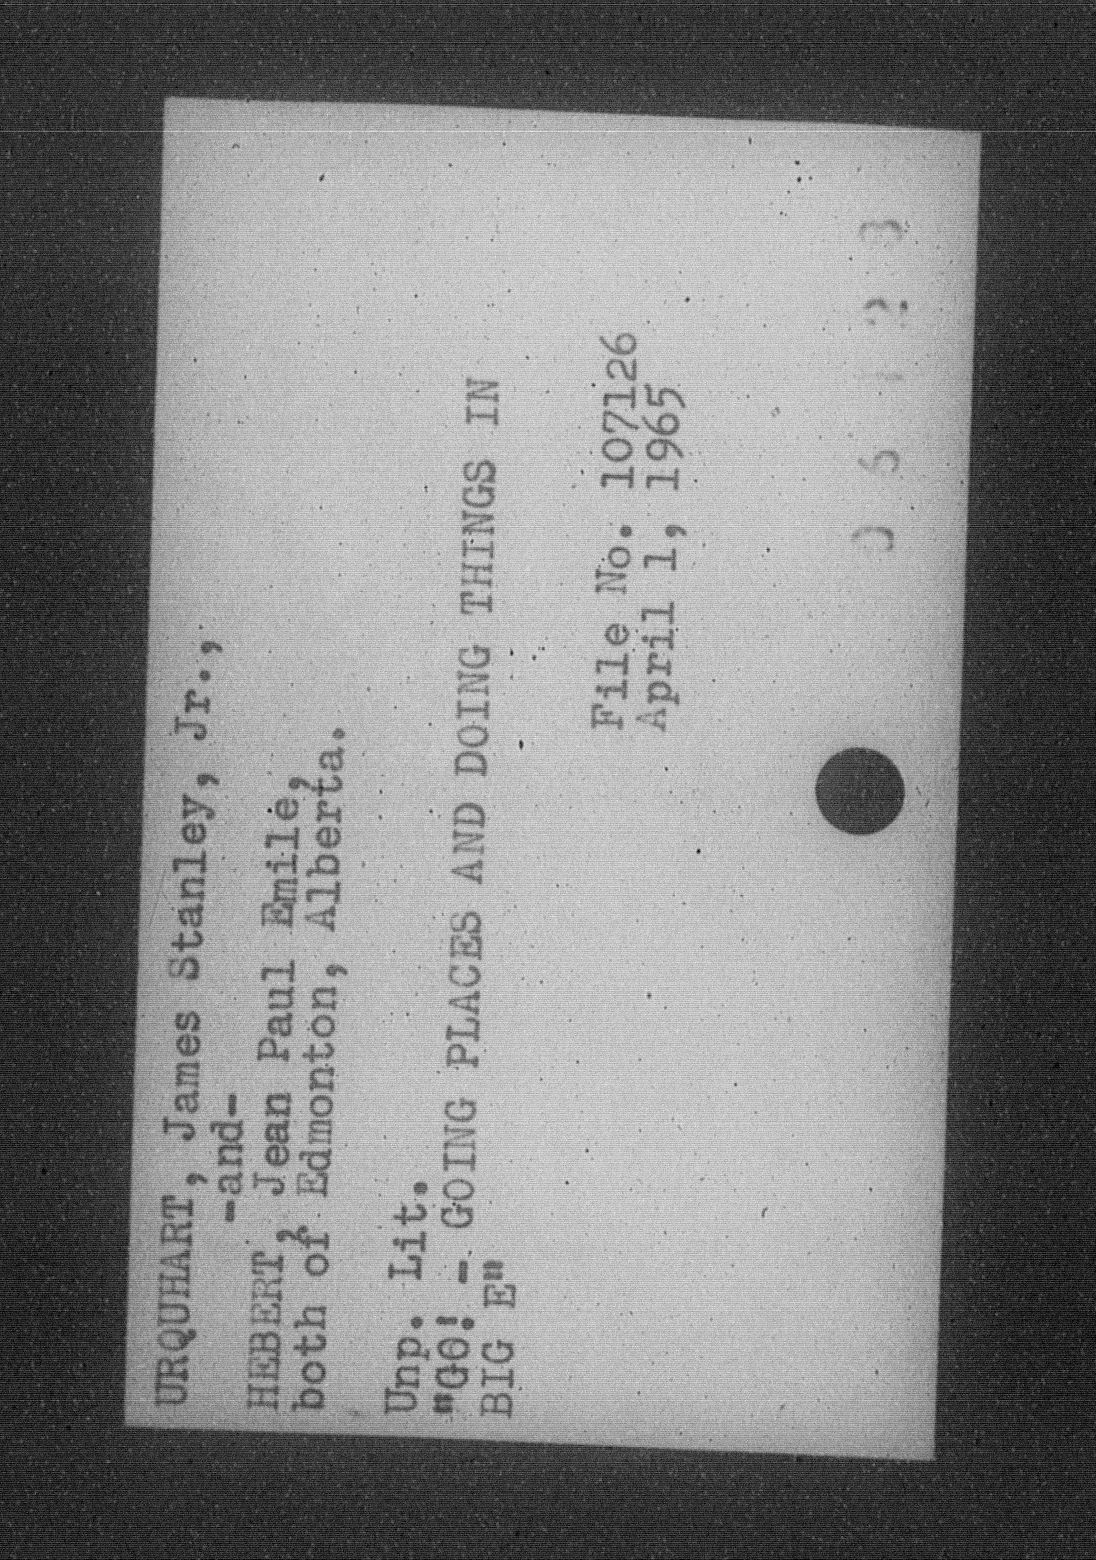 URQUHART, James Stanley, Jr.,
-and-
HEBERT, Jean Paul Emile,
both of Edmonton, Alberta.
Unp. Lit.
"GO! - GOING PLACES AND DOING THINGS IN
BIG E"
File No. 107126
April 1, 1965